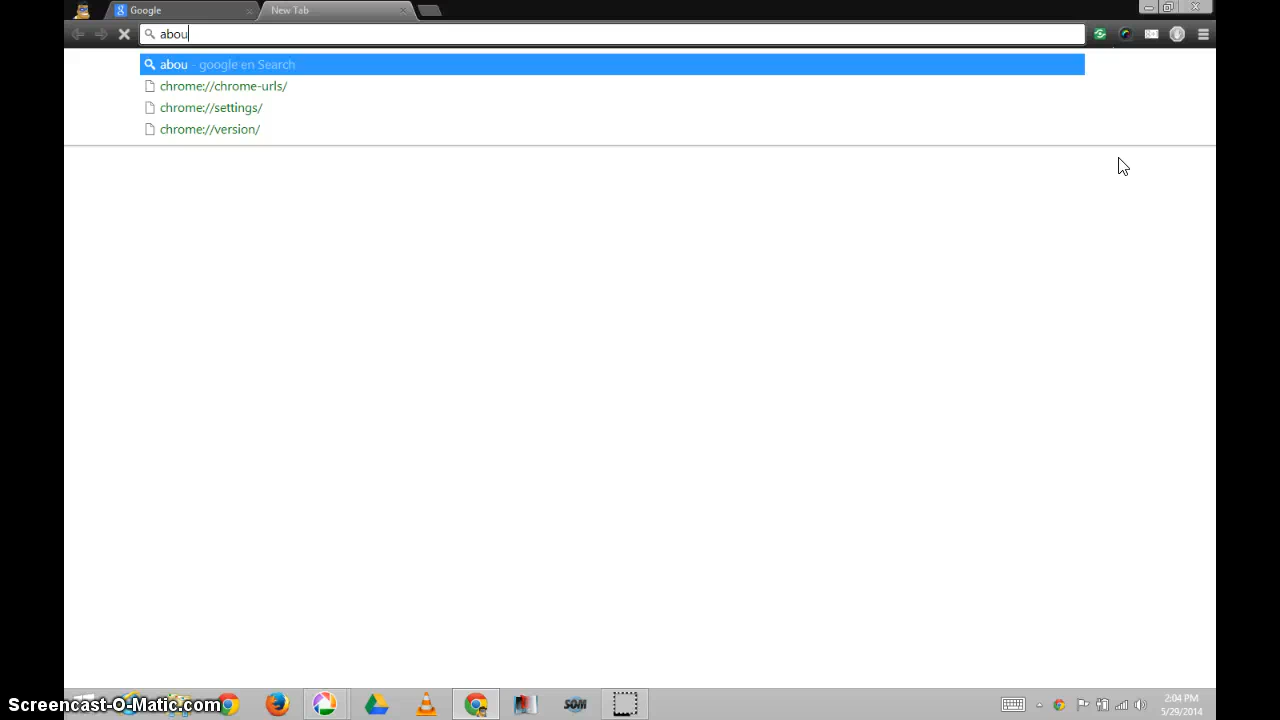 Google
New Tab
abou
abou - google en Search
chrome://chrome-urls/
chrome://settings/
chrome://version/
SOM
2:04 PM
5/29/2014
Screencast-O-Matic.com